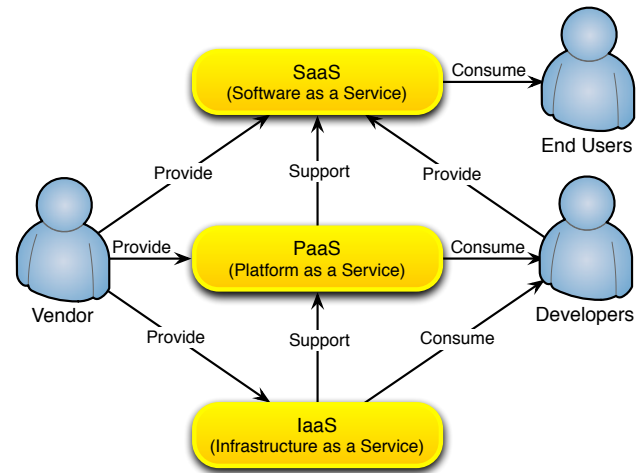 SaaS
(Software as a Service)
Consume
End Users
Provide
Support
Provide
Provide
PaaS
(Platform as a Service)
Consume
Vendor
Developers
Provide
Support
Consume
IaaS
(Infrastructure as a Service)